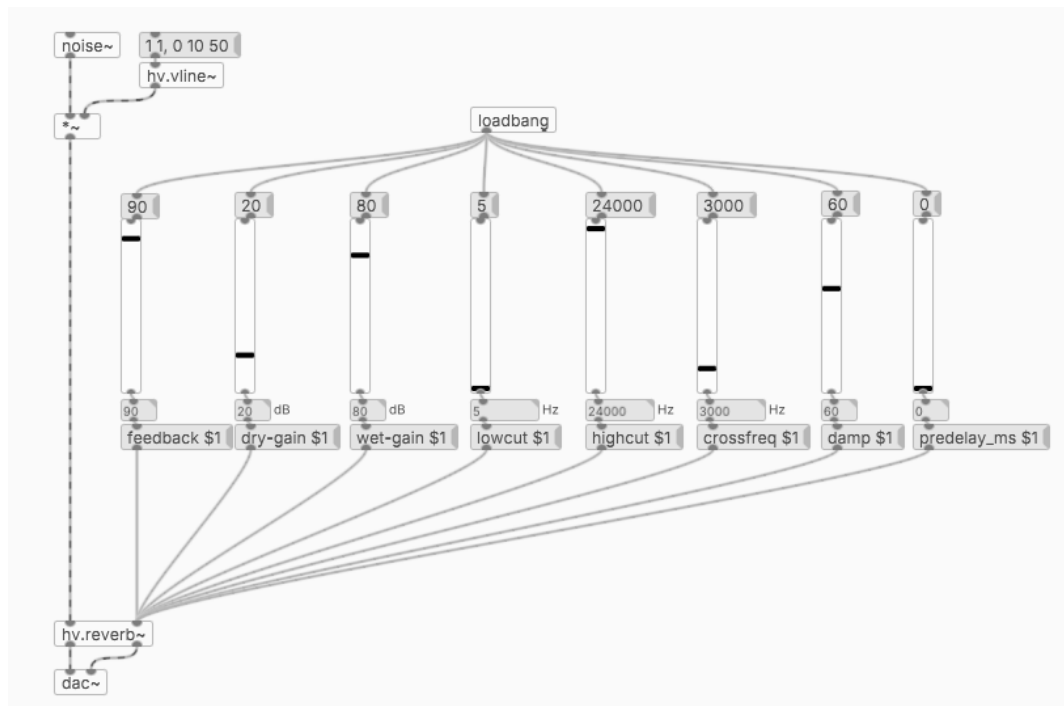 noise~
1 1, 0 10 50
hv.vline~
*~
loadbang
90
20
80
5
24000
3000
60
0
90
20
dB
80
dB
5
Hz
24000
Hz
3000
Hz
60
0
feedback $1
dry-gain $1
wet-gain $1
lowcut $1
highcut $1
crossfreq $1
damp $1
predelay_ms $1
hv.reverb~
dac~